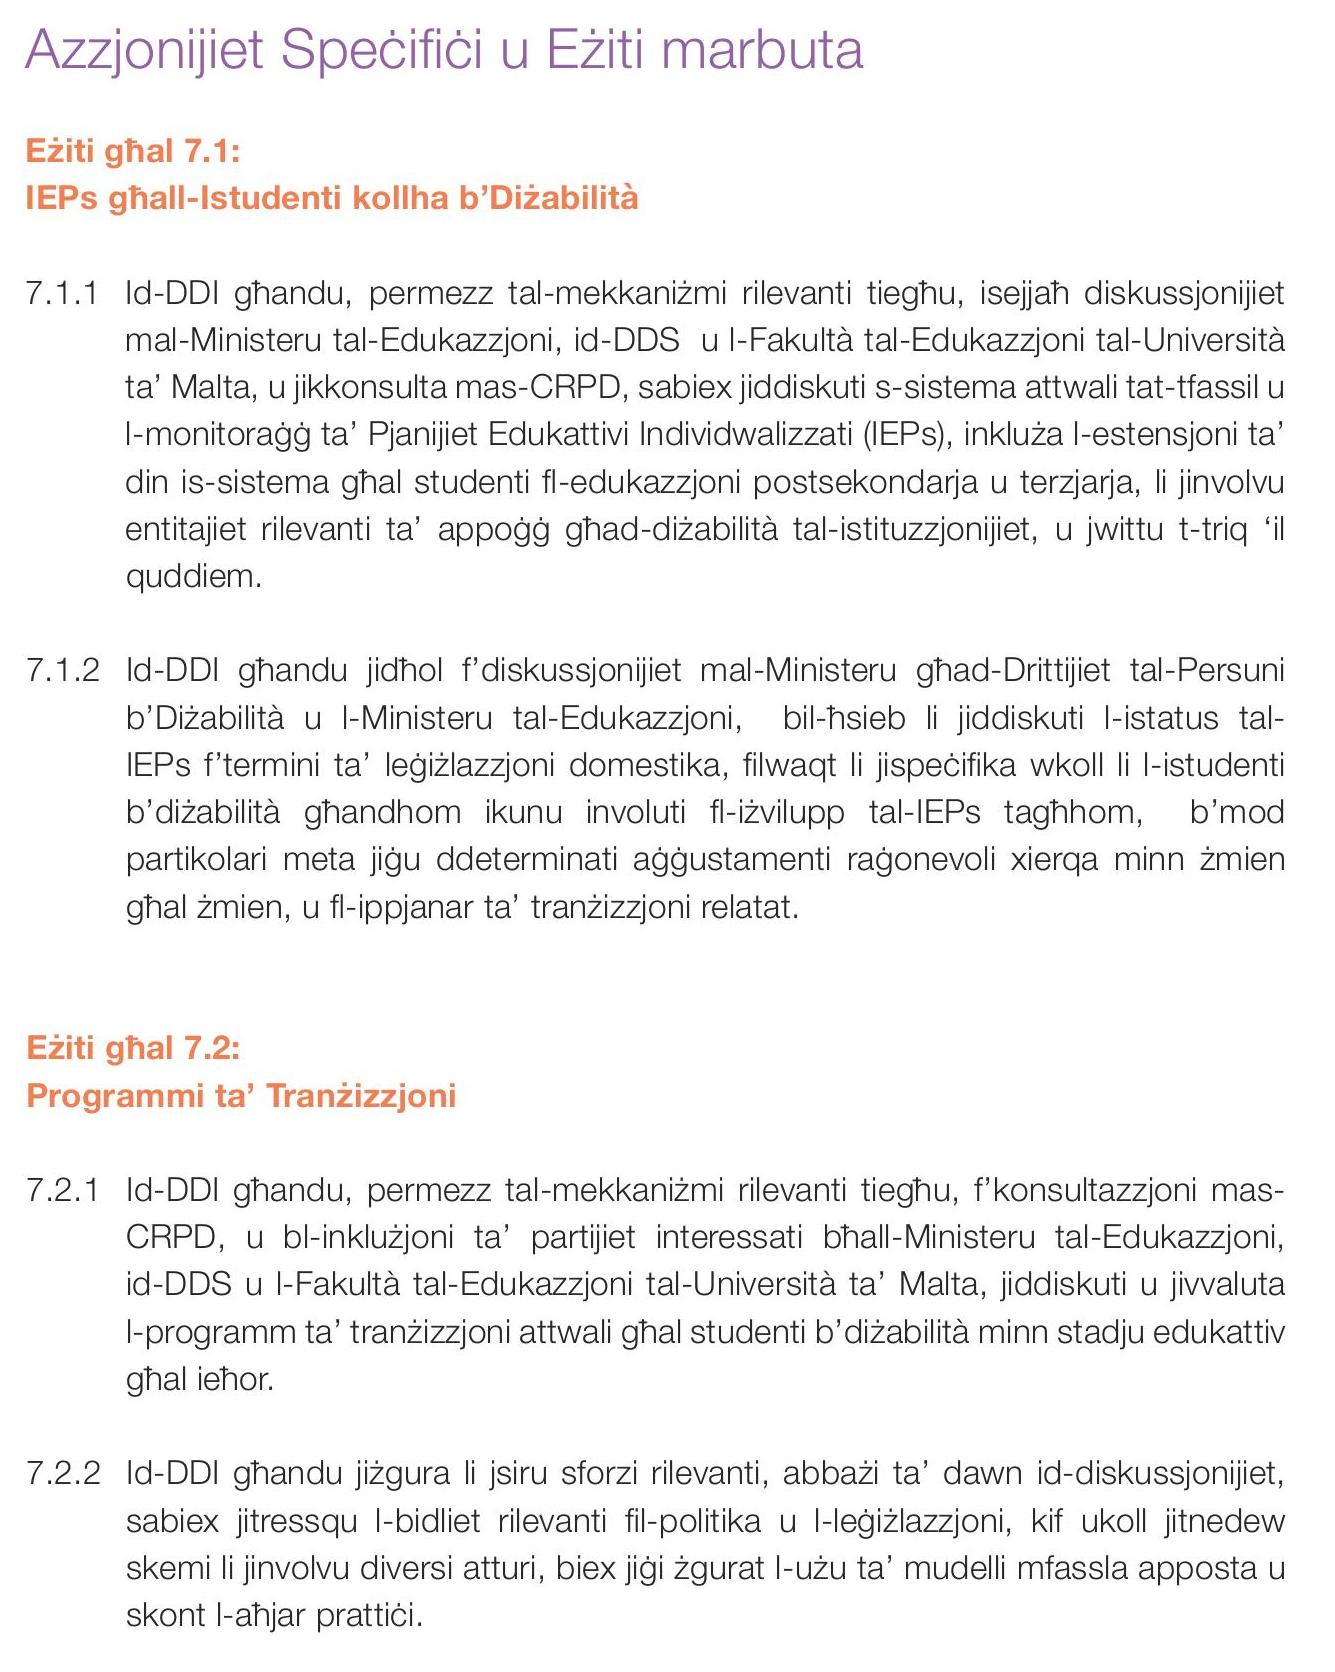 Azzjonijiet Speċifiċi u Eżiti marbuta
Eżiti għal 7.1:
IEPs għall-Istudenti kollha b’Diżabilità
7.1.1 Id-DDI għandu, permezz tal-mekkaniżmi rilevanti tiegħu, isejjaħ diskussjonijiet
mal-Ministeru tal-Edukazzjoni, id-DDS u l-Fakultà tal-Edukazzjoni tal-Università
ta’ Malta, u jikkonsulta mas-CRPD, sabiex jiddiskuti s-sistema attwali tat-tfassil u
l-monitoraġġ ta’ Pjanijiet Edukattivi Individwalizzati (IEPs), inkluża l-estensjoni ta’
din is-sistema għal studenti fl-edukazzjoni postsekondarja u terzjarja, li jinvolvu
entitajiet rilevanti ta’ appoġġ għad-diżabilità tal-istituzzjonijiet, u jwittu t-triq ‘il
quddiem.
7.1.2 Id-DDI għandu jidħol f’diskussjonijiet mal-Ministeru għad-Drittijiet tal-Persuni
b’Diżabilità u l-Ministeru tal-Edukazzjoni, bil-ħsieb li jiddiskuti l-istatus tal-
IEPs f’termini ta’ leġiżlazzjoni domestika, filwaqt li jispeċifika wkoll li l-istudenti
b’diżabilità għandhom ikunu involuti fl-iżvilupp tal-IEPs tagħhom, b’mod
partikolari meta jiġu ddeterminati aġġustamenti raġonevoli xierqa minn żmien
għal żmien, u fl-ippjanar ta’ tranżizzjoni relatat.
Eżiti għal 7.2:
Programmi ta’ Tranżizzjoni
7.2.1 Id-DDI għandu, permezz tal-mekkaniżmi rilevanti tiegħu, f’konsultazzjoni mas-
CRPD, u bl-inklużjoni ta’ partijiet interessati bħall-Ministeru tal-Edukazzjoni,
id-DDS u l-Fakultà tal-Edukazzjoni tal-Università ta’ Malta, jiddiskuti u jivvaluta
l-programm ta’ tranżizzjoni attwali għal studenti b’diżabilità minn stadju edukattiv
għal ieħor.
7.2.2 Id-DDI għandu jiżgura li jsiru sforzi rilevanti, abbażi ta’ dawn id-diskussjonijiet,
sabiex jitressqu l-bidliet rilevanti fil-politika u l-leġiżlazzjoni, kif ukoll jitnedew
skemi li jinvolvu diversi atturi, biex jiġi żgurat l-użu ta’ mudelli mfassla apposta u
skont l-aħjar prattiċi.